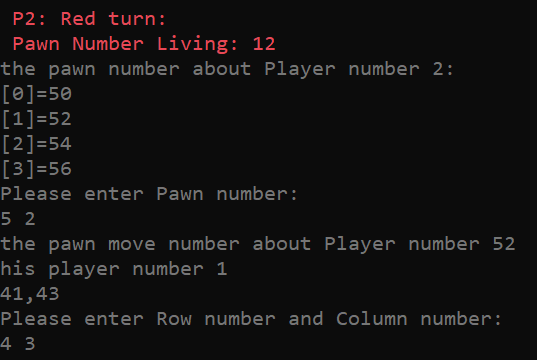 P2: Red turn:
Pawn Number Living: 12
the pawn number about Player number 2:
[0]=50
[1]=52
[2]=54
[3]=56
Please enter Pawn number:
5 2
the pawn move number about Player number 52
his player number 1
41,43
Please enter Row number and Column number:
4 3